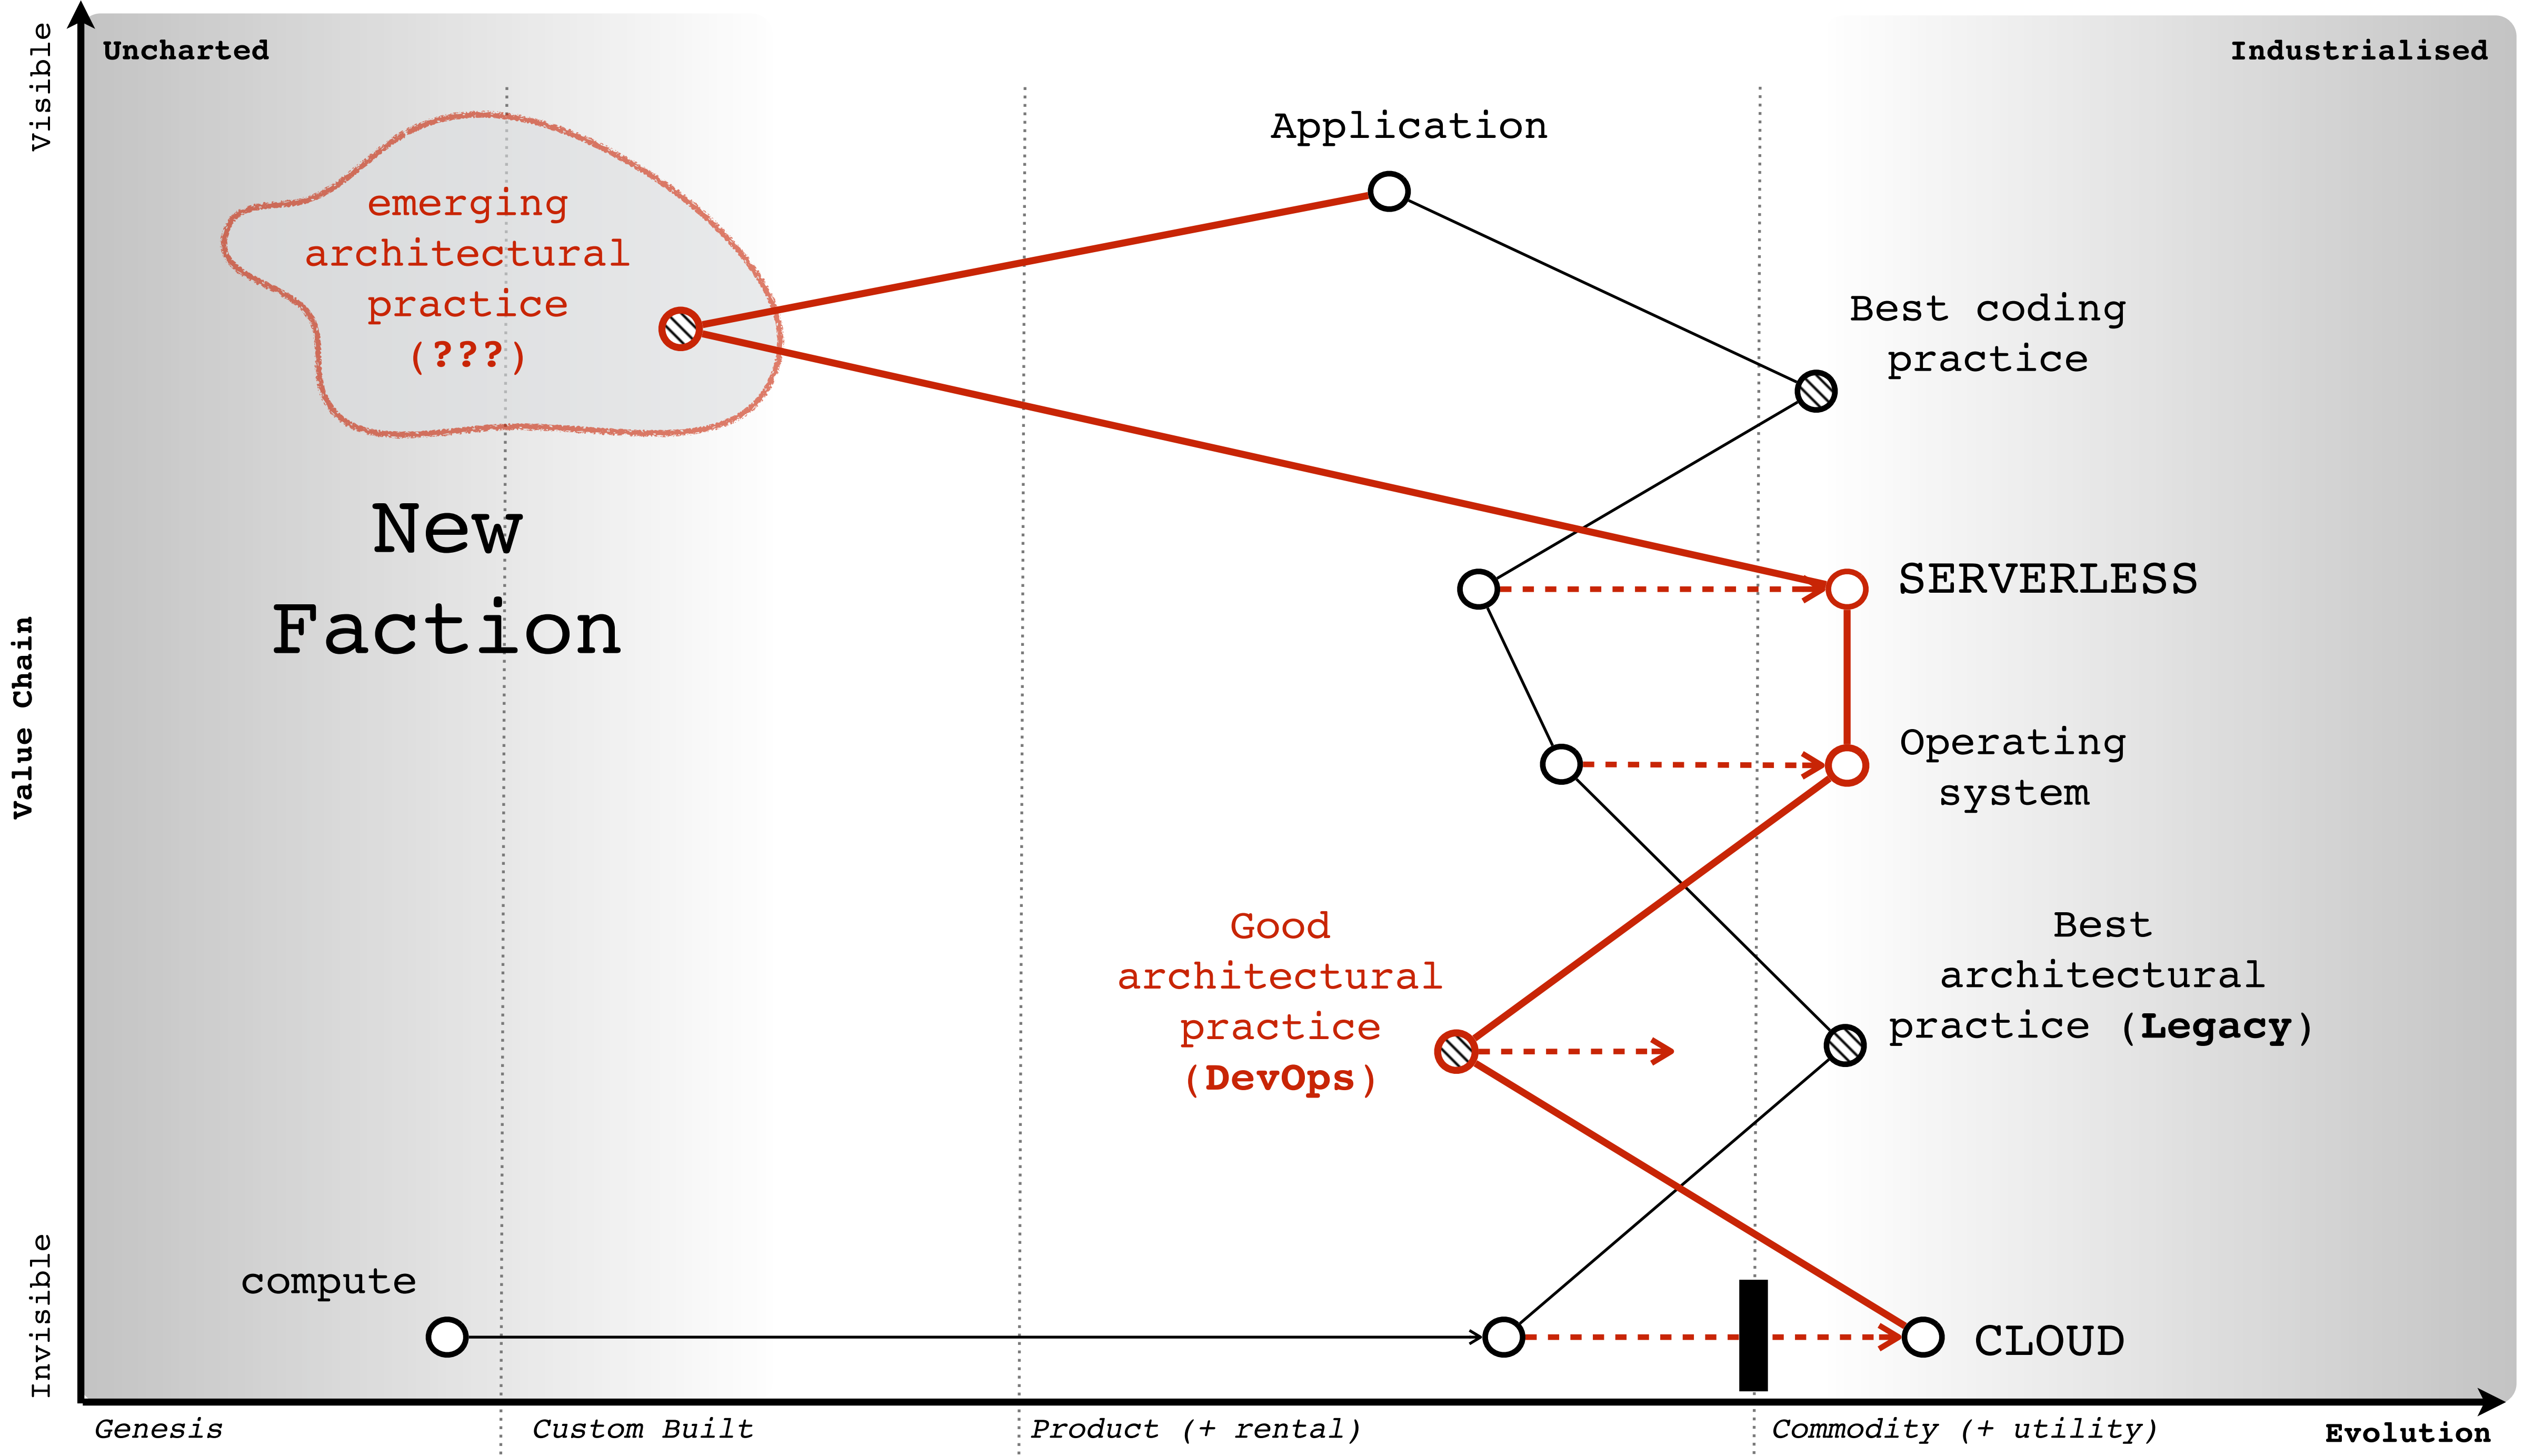 Visible
Uncharted
Industrialised
Application
emerging
architectural
practice
(???)
Best coding
practice
New
Faction
SERVERLESS
Value Chain
Operating
system
Good
architectural
practice
(DevOps)
Best
architectural
practice (Legacy)
Invisible
compute
CLOUD
Genesis
Custom Built
Product (+ rental)
Commodity (+ utility)
Evolution